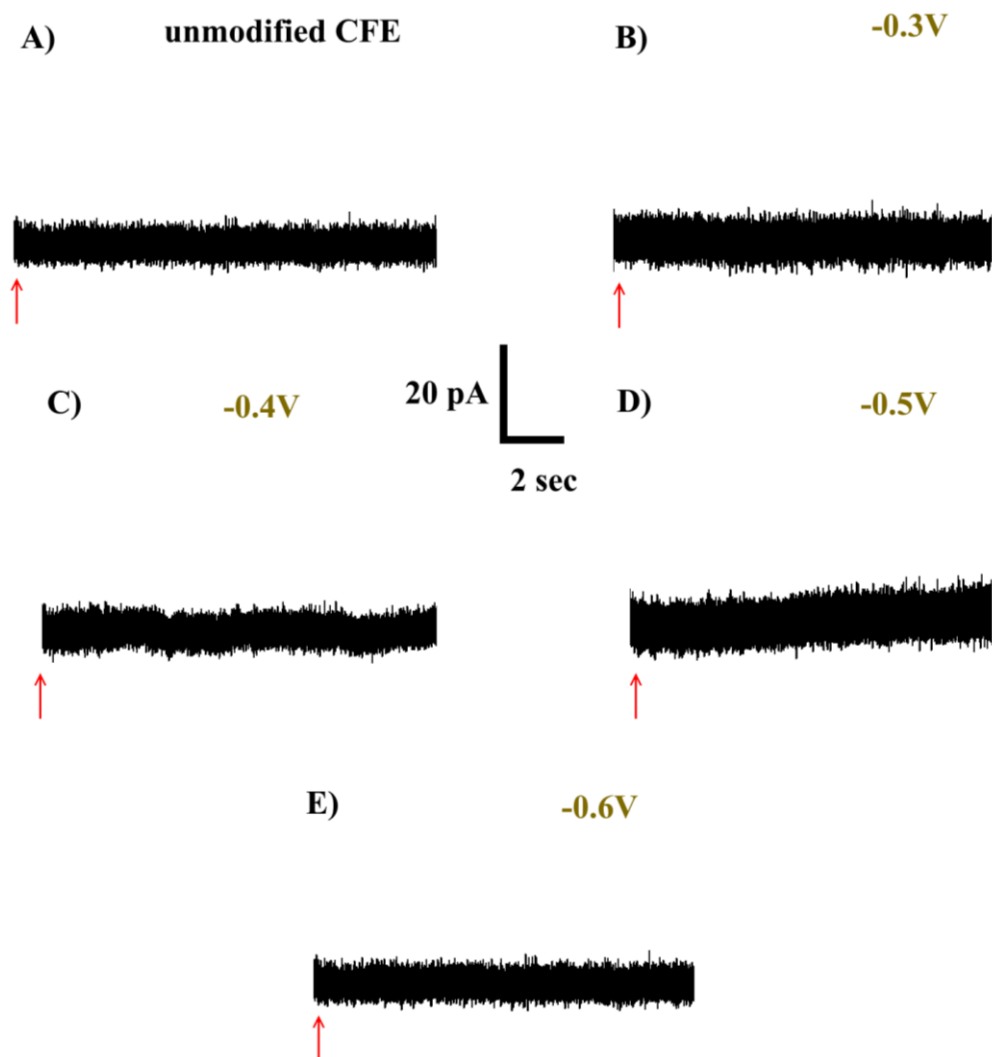 A) unmodified CFE
B) -0.3V
C) -0.4V
20 pA
2 sec
D) -0.5V
E) -0.6V